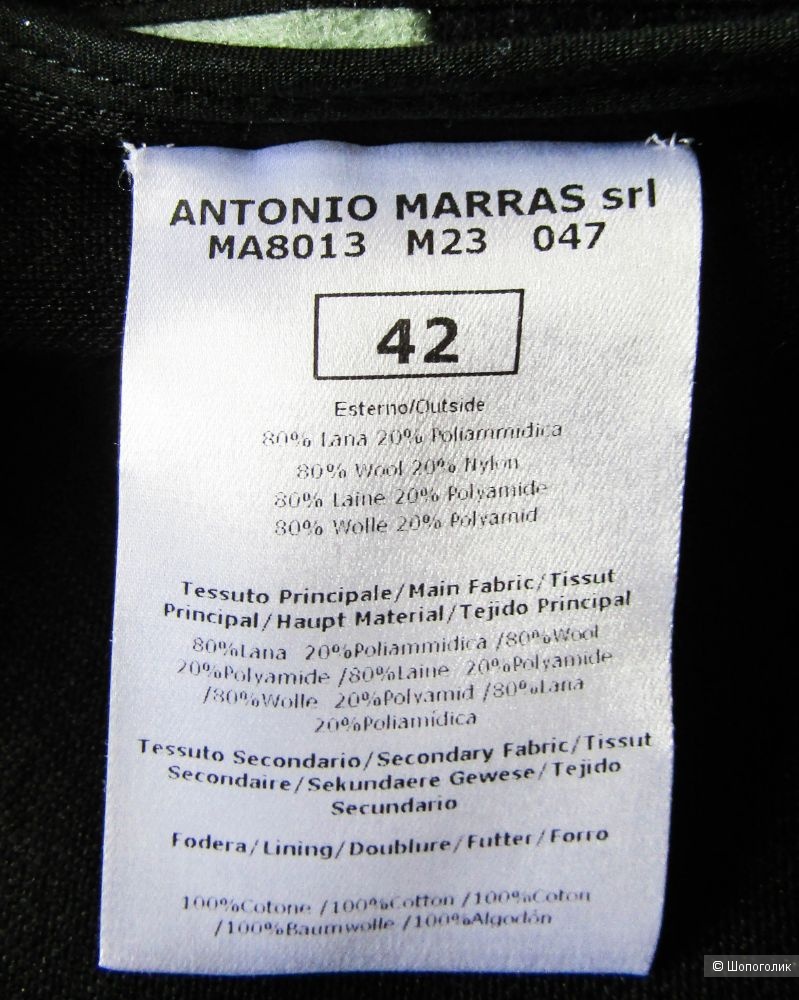 ANTONIO MARRAS srl
MA8013 M23 047
42
Esterno/Outside
80% Lana 20% Poliammidica
80% Wool 20% Nylon
80% Laine 20% Polyamide
80% Wolle 20% Polyamid
Tessuto Principale/Main Fabric/Tissut
Principal/Haupt Material/Tejido Principal
80%Lana 20%Poliammidica /80%Wool
20%Polyamide /80%Laine 20%Polyamide
/80%Wolle 20%Polyamid /80%Lana
20%Poliamídica
Tessuto Secondario/Secondary Fabric/Tissut
Secondaire/Sekundaere Gewese/Tejido
Secundario
Fodera/Lining/Doublure/Futter/Forro
100%Cotone /100%Cotton /100%Coton
/100%Baumwolle /100%Algodón
© Шопоголик